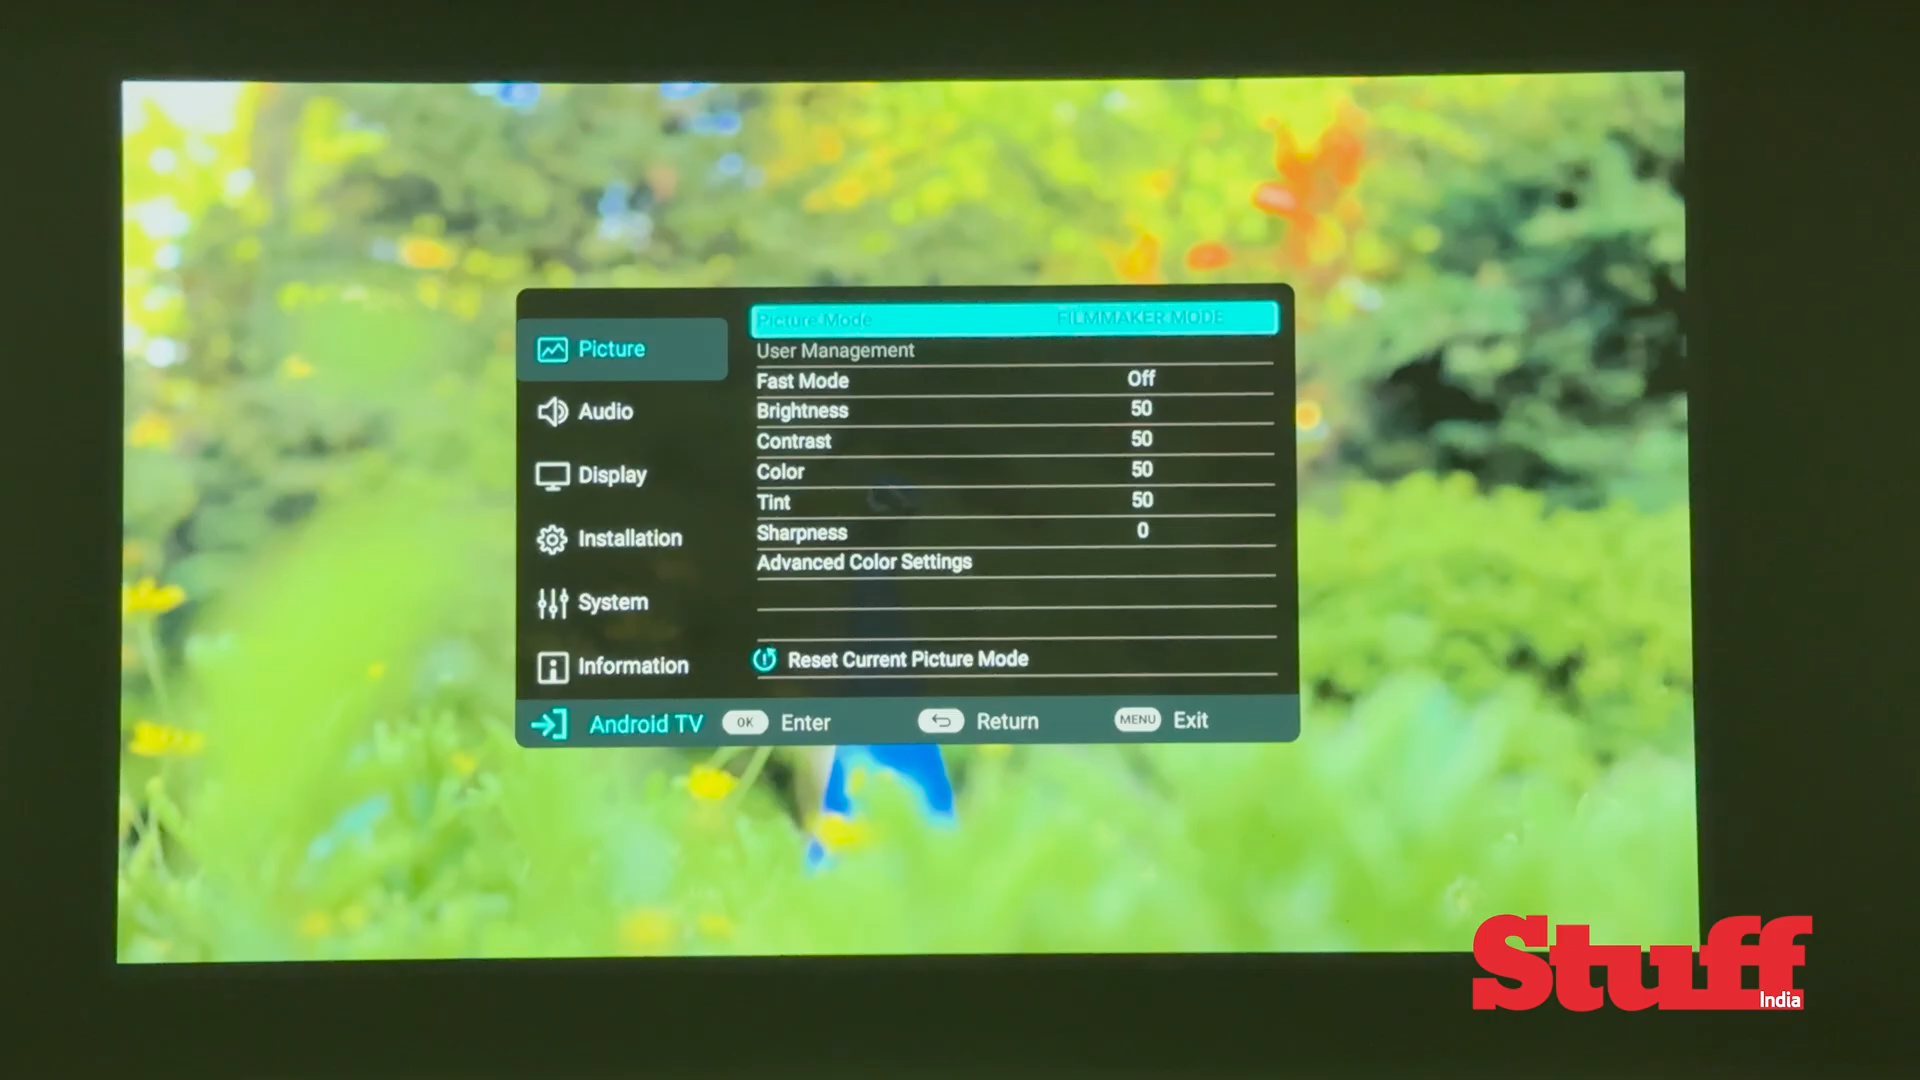 Picture
Audio
Display
Installation
System
Information
Picture Mode FILMMAKER MODE
User Management
Fast Mode Off
Brightness 50
Contrast 50
Color 50
Tint 50
Sharpness 0
Advanced Color Settings
Reset Current Picture Mode
Android TV OK Enter Return MENU Exit
Stuff
India